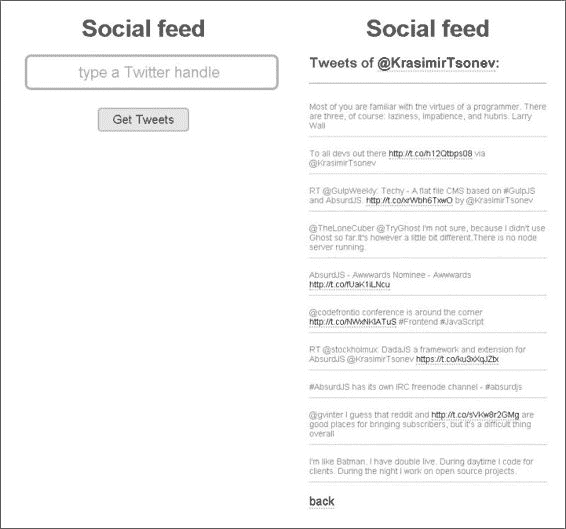 Social feed
type a Twitter handle
Get Tweets
Social feed
Tweets of @KrasimirTsonev:
Most of you are familiar with the virtues of a programmer. There
are three, of course: laziness, impatience, and hubris. Larry
Wall
To all devs out there http://t.co/h12Qtbps08 via
@KrasimirTsonev
RT @GulpWeekly: Techy - A flat file CMS based on #GulpJS
and AbsurdJS. http://t.co/xrWbh6TxwO by @KrasimirTsonev
@TheLoneCuber @TryGhost I'm not sure, because I didn't use
Ghost so far.It's however a little bit different.There is no node
server running.
AbsurdJS - Awwwards Nominee - Awwwards
http://t.co/fUaK1iLNcu
@codefrontio conference is around the corner
http://t.co/NWxNKIATuS #Frontend #JavaScript
RT @stockholmux: DadaJS a framework and extension for
AbsurdJS @KrasimirTsonev https://t.co/ku3xXqJZtx
#AbsurdJS has its own IRC freenode channel - #absurdjs
@gvinter I guess that reddit and http://t.co/sVKw8r2GMg are
good places for bringing subscribers, but it's a difficult thing
overall
I'm like Batman, I have double live. During daytime I code for
clients. During the night I work on open source projects.
back